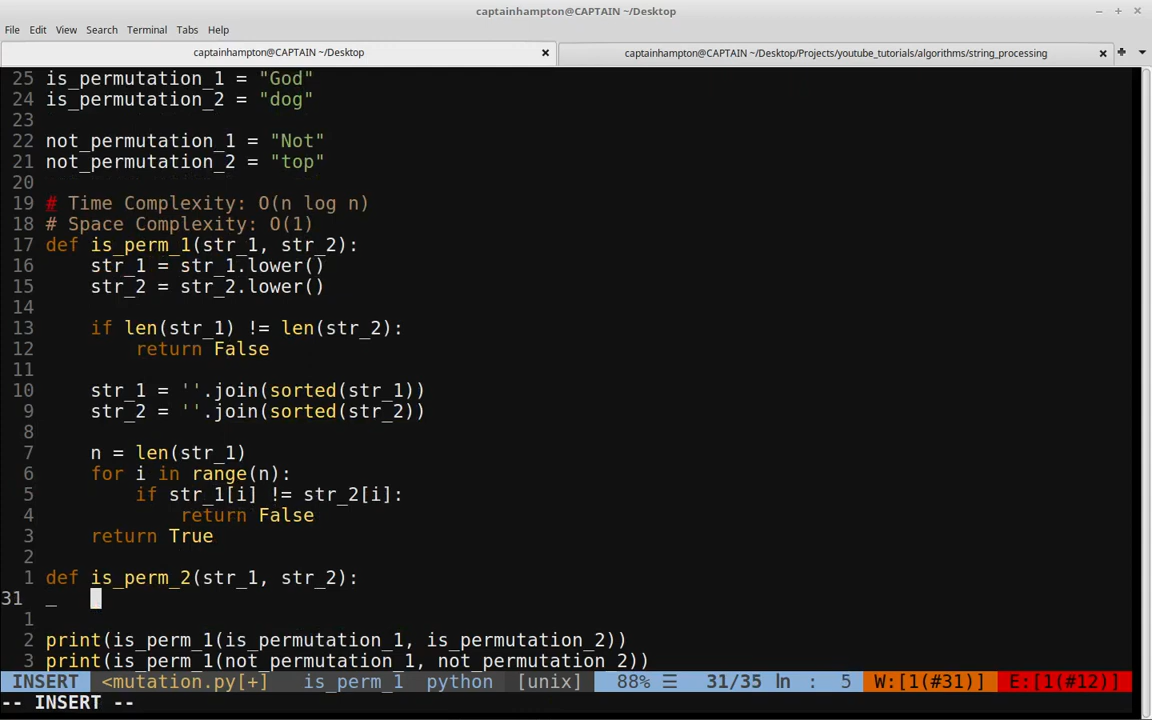 captainhampton@CAPTAIN ~/Desktop
File Edit View Search Terminal Tabs Help
captainhampton@CAPTAIN ~/Desktop captainhampton@CAPTAIN ~/Desktop/Projects/youtube_tutorials/algorithms/string_processing
25 is_permutation_1 = "God"
24 is_permutation_2 = "dog"
23
22 not_permutation_1 = "Not"
21 not_permutation_2 = "top"
20
19 # Time Complexity: O(n log n)
18 # Space Complexity: O(1)
17 def is_perm_1(str_1, str_2):
16     str_1 = str_1.lower()
15     str_2 = str_2.lower()
14
13     if len(str_1) != len(str_2):
12         return False
11
10     str_1 = ''.join(sorted(str_1))
9     str_2 = ''.join(sorted(str_2))
8
7     n = len(str_1)
6     for i in range(n):
5         if str_1[i] != str_2[i]:
4             return False
3     return True
2
1 def is_perm_2(str_1, str_2):
31 _
1
2 print(is_perm_1(is_permutation_1, is_permutation_2))
3 print(is_perm_1(not_permutation_1, not_permutation_2))
INSERT <mutation.py[+] is_perm_1 python [unix] 88% ☰ 31/35 ln : 5 W:[1(#31)] E:[1(#12)]
-- INSERT --